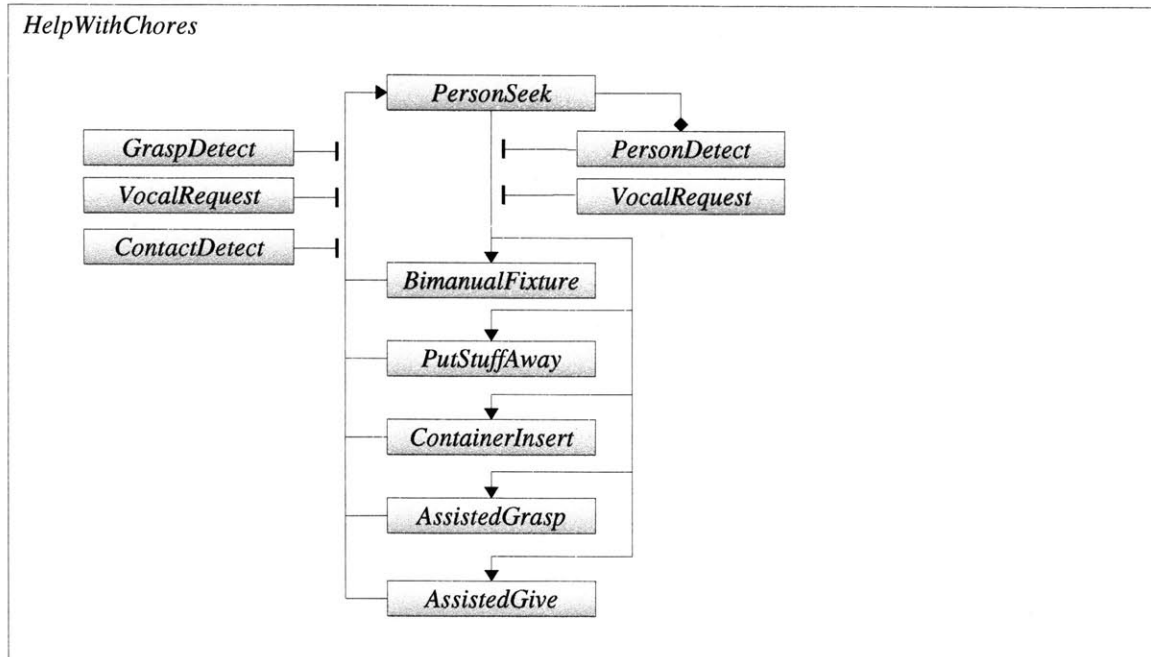 HelpWithChores
PersonSeek
GraspDetect
PersonDetect
VocalRequest
VocalRequest
ContactDetect
BimanualFixture
PutStuffAway
ContainerInsert
AssistedGrasp
AssistedGive